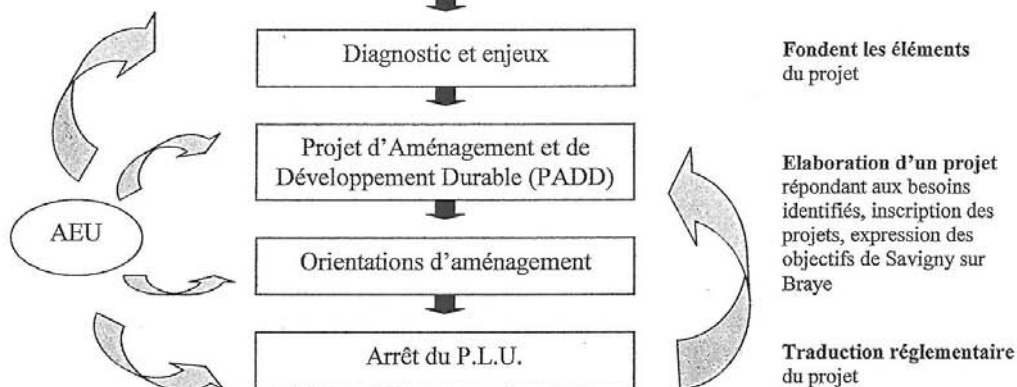 Diagnostic et enjeux
Fondent les éléments
du projet
Projet d'Aménagement et de
Développement Durable (PADD)
Elaboration d'un projet
répondant aux besoins
identifiés, inscription des
projets, expression des
objectifs de Savigny sur
Braye
AEU
Orientations d'aménagement
Arrêt du P.L.U.
Traduction réglementaire
du projet